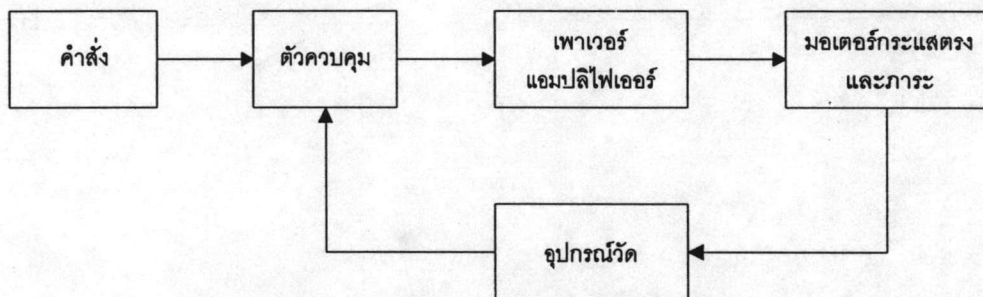 คำสั่ง
ตัวควบคุม
เพาเวอร์
แอมปลิไฟเออร์
มอเตอร์กระแสตรง
และภาระ
อุปกรณ์วัด